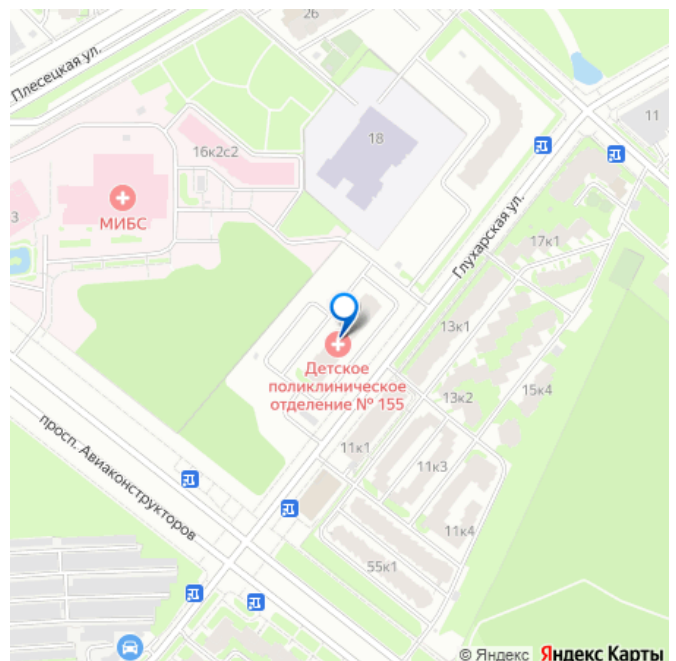 26
Плесецкая ул.
11
18
16к2с2
МИБС
3
Глухарская ул.
17к1
13к1
Детское
поликлиническое
отделение № 155
15к4
13к2
просп. Авиаконструкторов
11к1
11к3
11к4
55к1
© Яндекс Яндекс Карты